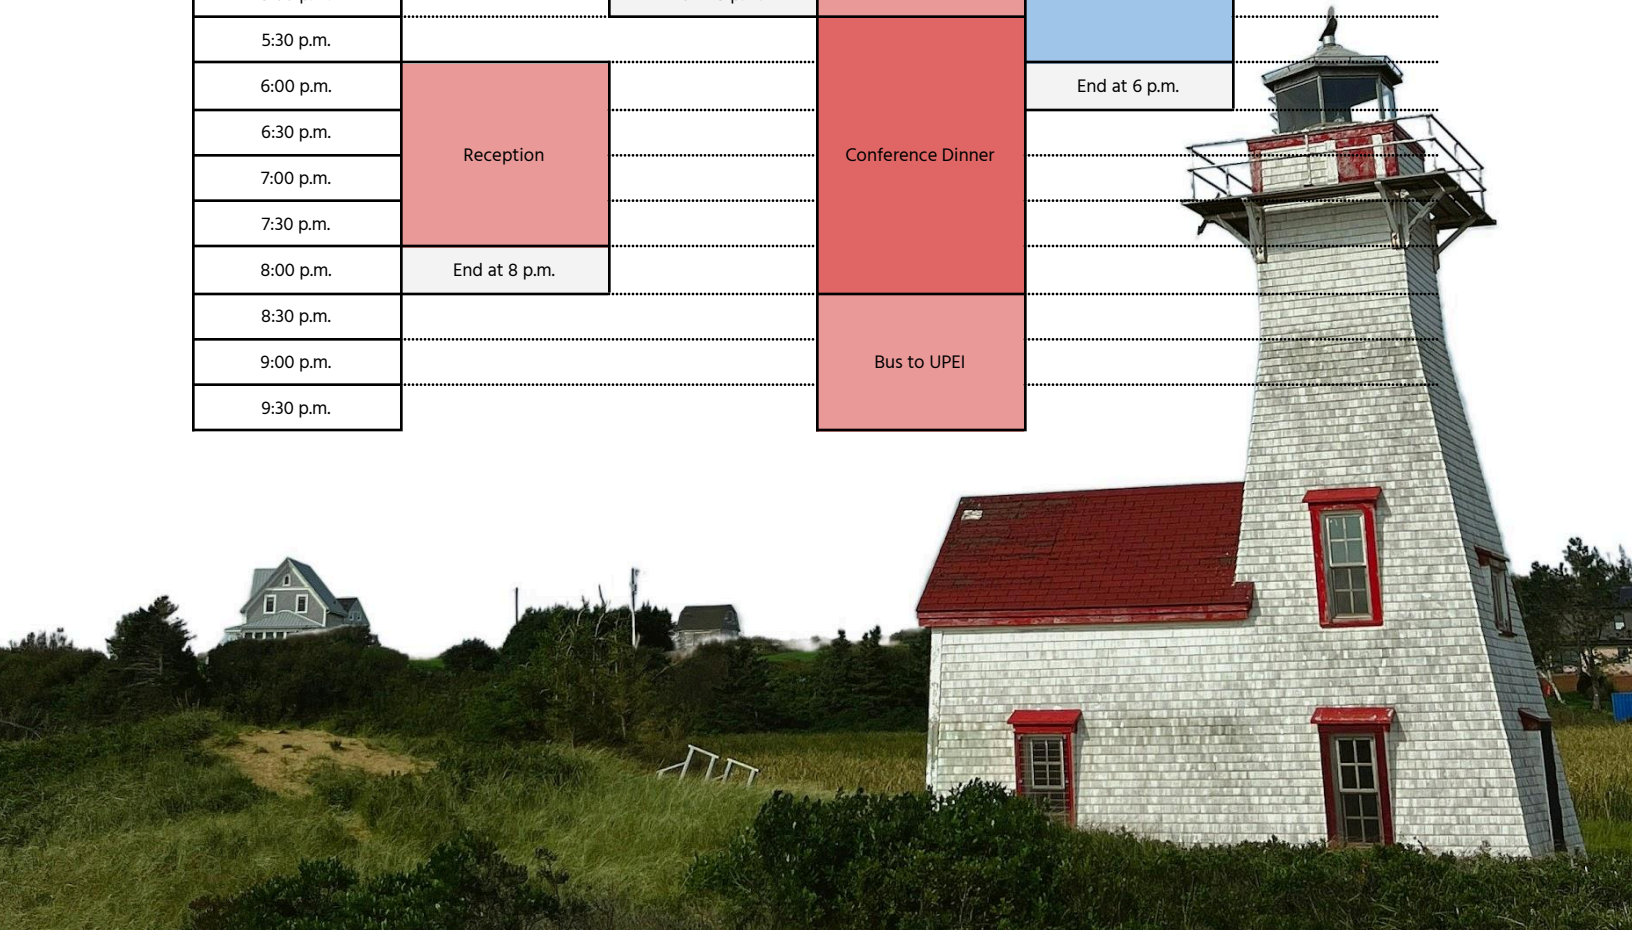 5:30 p.m.
6:00 p.m.
End at 6 p.m.
6:30 p.m.
Reception
Conference Dinner
7:00 p.m.
7:30 p.m.
8:00 p.m.
End at 8 p.m.
8:30 p.m.
9:00 p.m.
Bus to UPEI
9:30 p.m.